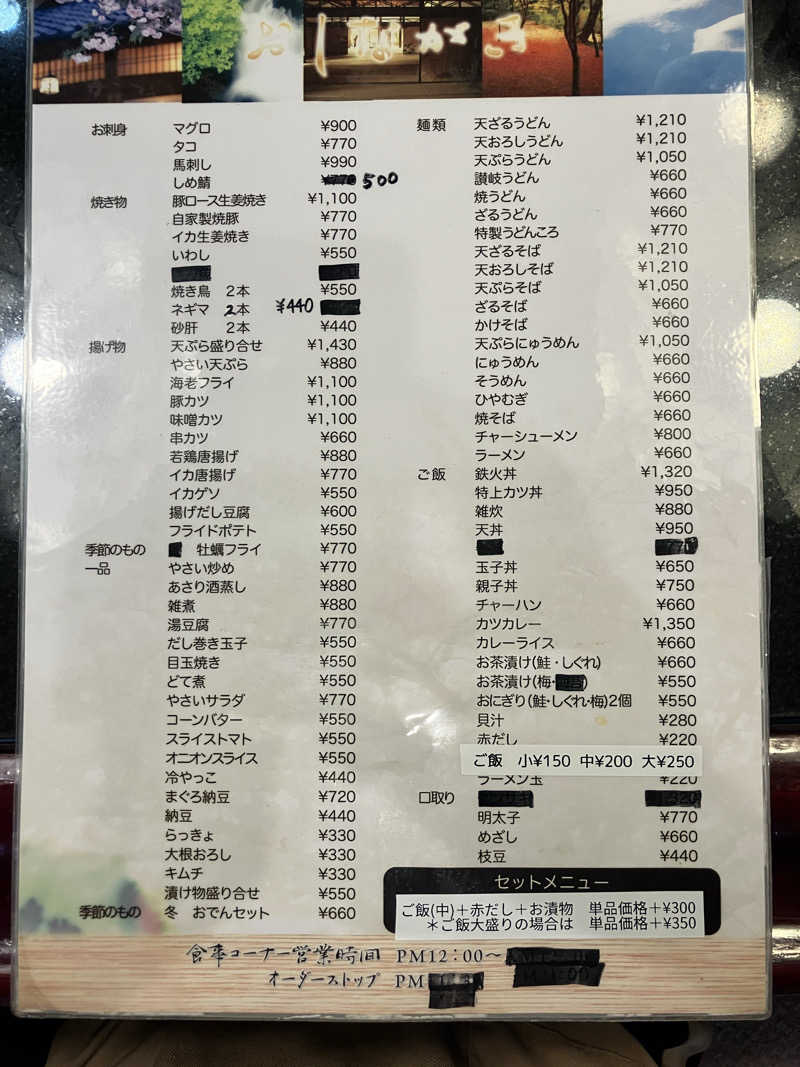 おしながき
お刺身 マグロ ¥900
タコ ¥770
馬刺し ¥990
しめ鯖 ¥770 500
焼き物 豚ロース生姜焼き ¥1,100
自家製焼豚 ¥770
イカ生姜焼き ¥770
いわし ¥550
焼き鳥 2本 ¥550
ネギマ 2本 ¥440
砂肝 2本 ¥440
揚げ物 天ぷら盛り合せ ¥1,430
やさい天ぷら ¥880
海老フライ ¥1,100
豚カツ ¥1,100
味噌カツ ¥1,100
串カツ ¥660
若鶏唐揚げ ¥880
イカ唐揚げ ¥770
イカゲソ ¥550
揚げだし豆腐 ¥600
フライドポテト ¥550
季節のもの 牡蠣フライ ¥770
一品 やさい炒め ¥770
あさり酒蒸し ¥880
雑煮 ¥880
湯豆腐 ¥770
だし巻き玉子 ¥550
目玉焼き ¥550
どて煮 ¥550
やさいサラダ ¥770
コーンバター ¥550
スライストマト ¥550
オニオンスライス ¥550
冷やっこ ¥440
まぐろ納豆 ¥720
納豆 ¥440
らっきょ ¥330
大根おろし ¥330
キムチ ¥330
漬け物盛り合せ ¥550
季節のもの 冬 おでんセット ¥660
麺類 天ざるうどん ¥1,210
天おろしうどん ¥1,210
天ぷらうどん ¥1,050
讃岐うどん ¥660
焼うどん ¥660
ざるうどん ¥660
特製うどんころ ¥770
天ざるそば ¥1,210
天おろしそば ¥1,210
天ぷらそば ¥1,050
ざるそば ¥660
かけそば ¥660
天ぷらにゅうめん ¥1,050
にゅうめん ¥660
そうめん ¥660
ひやむぎ ¥660
焼そば ¥660
チャーシューメン ¥800
ラーメン ¥660
ご飯 鉄火丼 ¥1,320
特上カツ丼 ¥950
雑炊 ¥880
天丼 ¥950
玉子丼 ¥650
親子丼 ¥750
チャーハン ¥660
カツカレー ¥1,350
カレーライス ¥660
お茶漬け(鮭・しぐれ) ¥660
お茶漬け(梅・) ¥550
おにぎり(鮭・しぐれ・梅)2個 ¥550
貝汁 ¥280
赤だし ¥220
ご飯 小¥150 中¥200 大¥250
ラーメン玉 ¥220
口取り
明太子 ¥770
めざし ¥660
枝豆 ¥440
セットメニュー
ご飯(中)+赤だし+お漬物 単品価格+¥300
＊ご飯大盛りの場合は 単品価格+¥350
食事コーナー営業時間 PM12:00〜
オーダーストップ PM